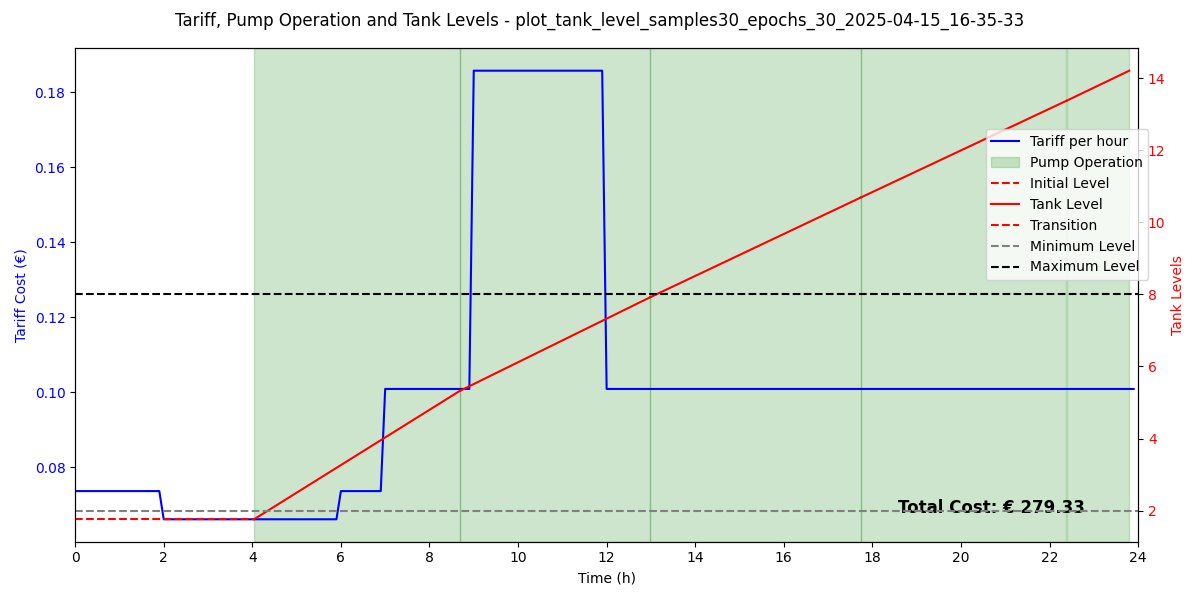 Tariff, Pump Operation and Tank Levels - plot_tank_level_samples30_epochs_30_2025-04-15_16-35-33
Tariff Cost (€)
0.18
0.16
0.14
0.12
0.10
0.08
14
12
10
8
6
4
2
Tank Levels
Tariff per hour
Pump Operation
Initial Level
Tank Level
Transition
Minimum Level
Maximum Level
Total Cost: € 279.33
0 2 4 6 8 10 12 14 16 18 20 22 24
Time (h)